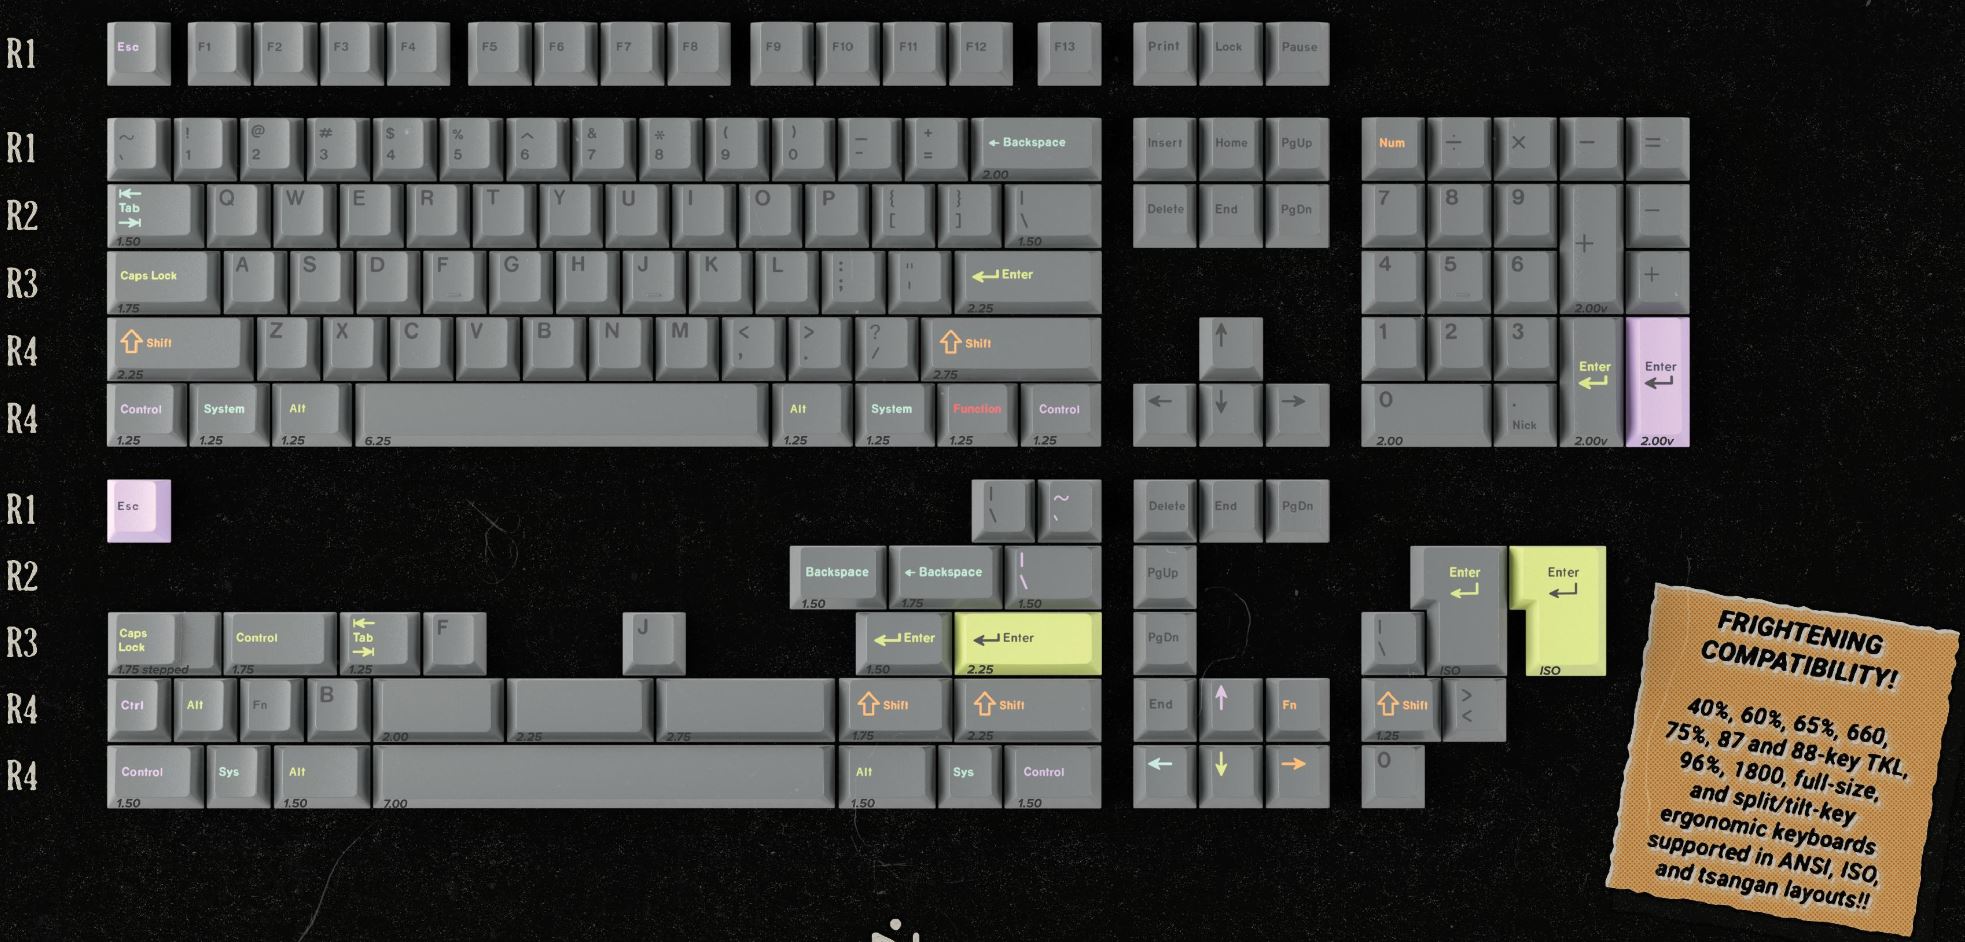 R1 Esc F1 F2 F3 F4 F5 F6 F7 F8 F9 F10 F11 F12 F13 Print Lock Pause
R1 ~ ! @ # $ % ^ & * ( ) — + ← Backspace Insert Home PgUp Num ÷ × − =
` 1 2 3 4 5 6 7 8 9 0 - = 2.00
R2 Tab Q W E R T Y U I O P { } | Delete End PgDn 7 8 9 + −
1.50 [ ] \ 1.50
R3 Caps Lock A S D F G H J K L : " Enter 4 5 6 +
1.75 ; ' 2.25 2.00v
R4 Shift Z X C V B N M < > ? Shift ↑ 1 2 3 Enter Enter
2.25 , . / 2.75
R4 Control System Alt Alt System Function Control ← ↓ → 0 . Nick
1.25 1.25 1.25 6.25 1.25 1.25 1.25 1.25 2.00 2.00v 2.00v
R1 Esc | ~ Delete End PgDn
\ `
R2 Backspace ← Backspace | PgUp Enter Enter
1.50 1.75 \ 1.50
R3 Caps Lock Control Tab F J Enter Enter PgDn |
1.75 stepped 1.75 1.25 1.50 2.25 \ ISO ISO
R4 Ctrl Alt Fn B Shift Shift End ↑ Fn Shift >
2.00 2.25 2.75 1.75 2.25 1.25 <
R4 Control Sys Alt Alt Sys Control ← ↓ → 0
1.50 1.50 7.00 1.50 1.50
FRIGHTENING
COMPATIBILITY!
40%, 60%, 65%, 660,
75%, 87 and 88-key TKL,
96%, 1800, full-size,
and split/tilt-key
ergonomic keyboards
supported in ANSI, ISO,
and tsangan layouts!!